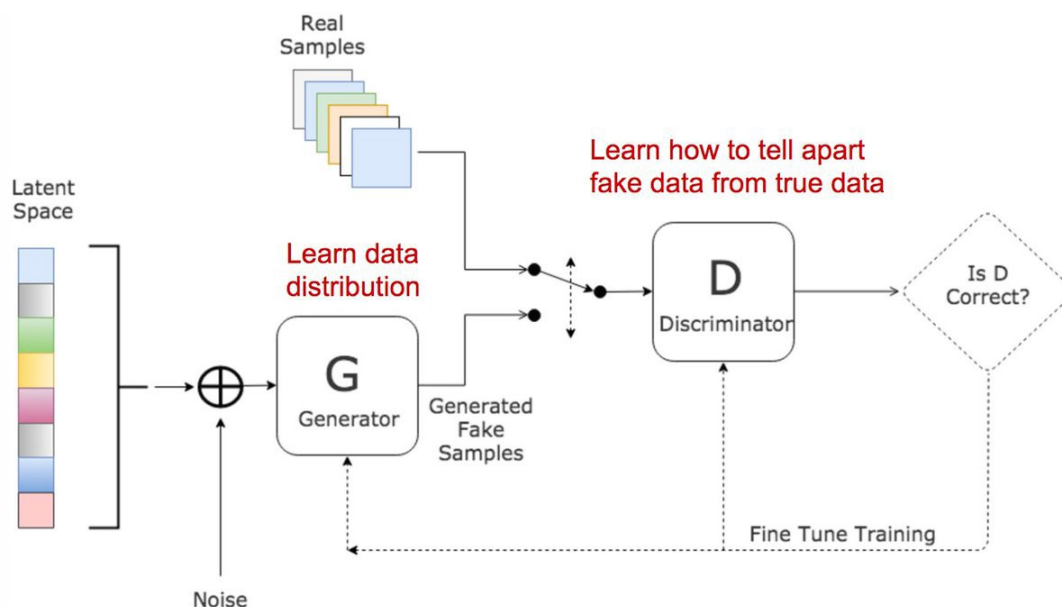 Real
Samples
Learn how to tell apart
fake data from true data
Latent
Space
Learn data
distribution
Is D
Correct?
D
Discriminator
G
Generator
Generated
Fake
Samples
Fine Tune Training
Noise